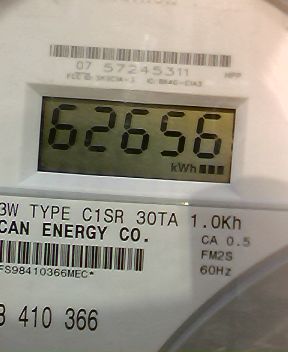 07 57245311 MPP
62656
kWh
3W TYPE C1SR 30TA 1.0Kh
CAN ENERGY CO. CA 0.5
FM2S
FS98410366MEC* 60Hz
410 366